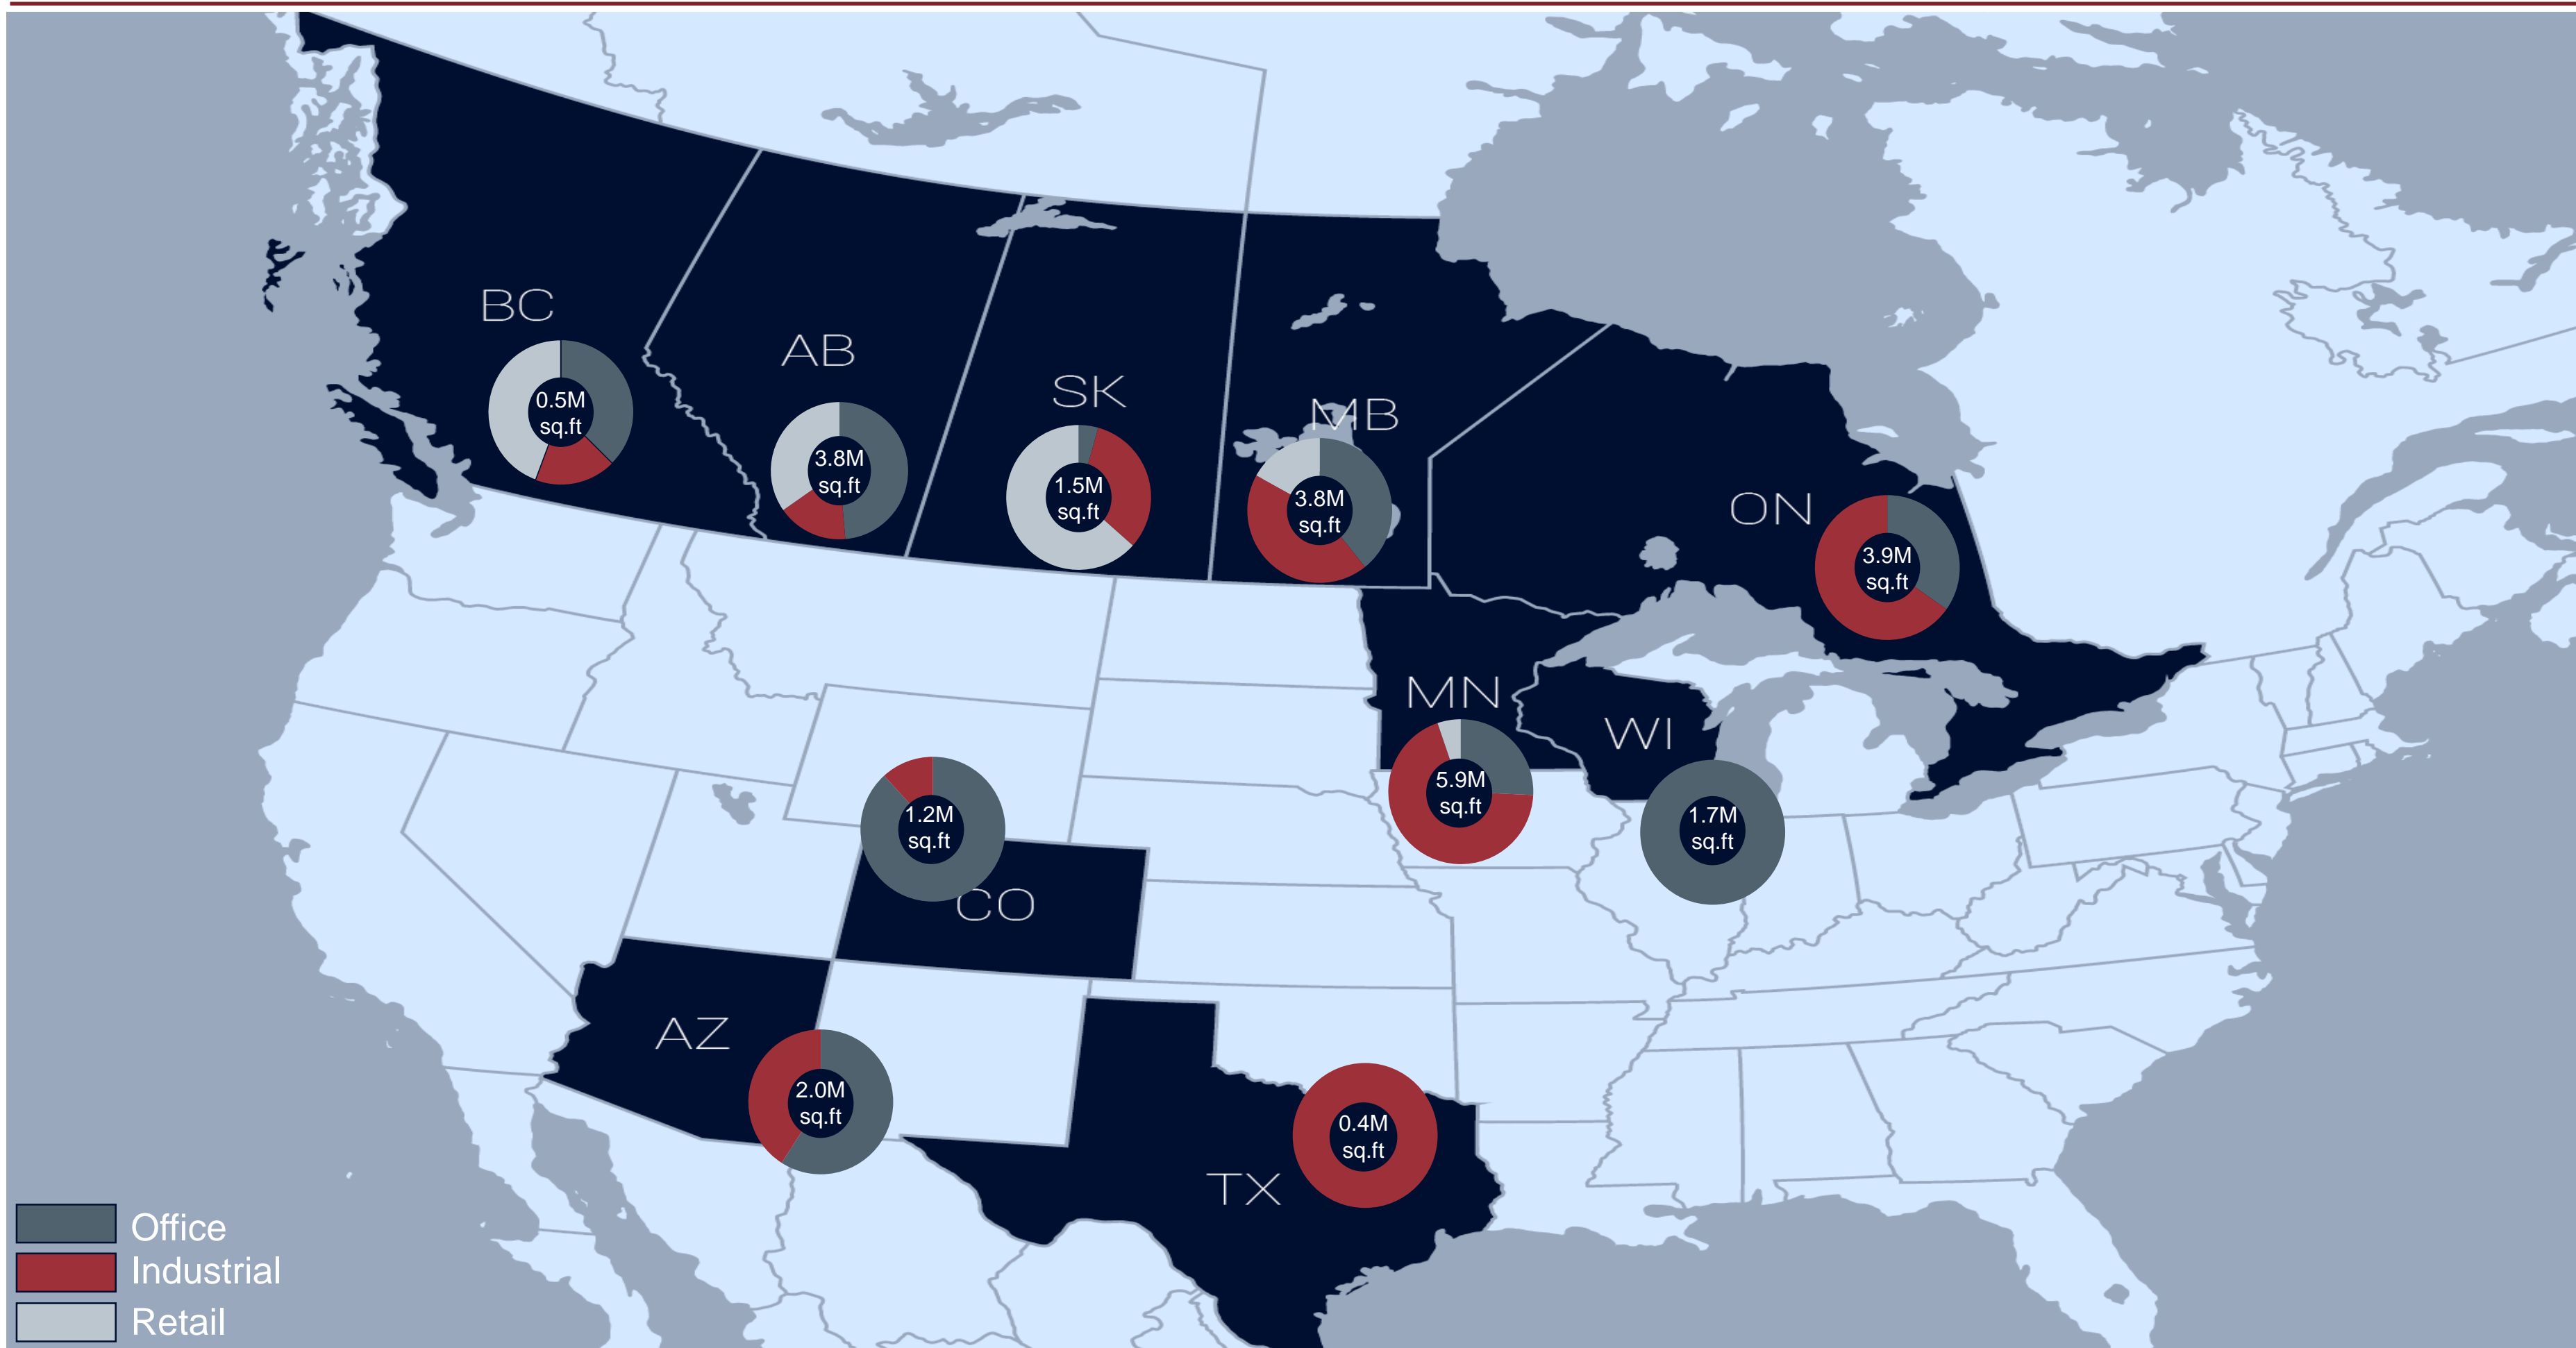 BC
0.5M
sq.ft
AB
3.8M
sq.ft
SK
1.5M
sq.ft
MB
3.8M
sq.ft
ON
3.9M
sq.ft
MN
5.9M
sq.ft
WI
1.7M
sq.ft
1.2M
sq.ft
CO
AZ
2.0M
sq.ft
TX
0.4M
sq.ft
Office
Industrial
Retail